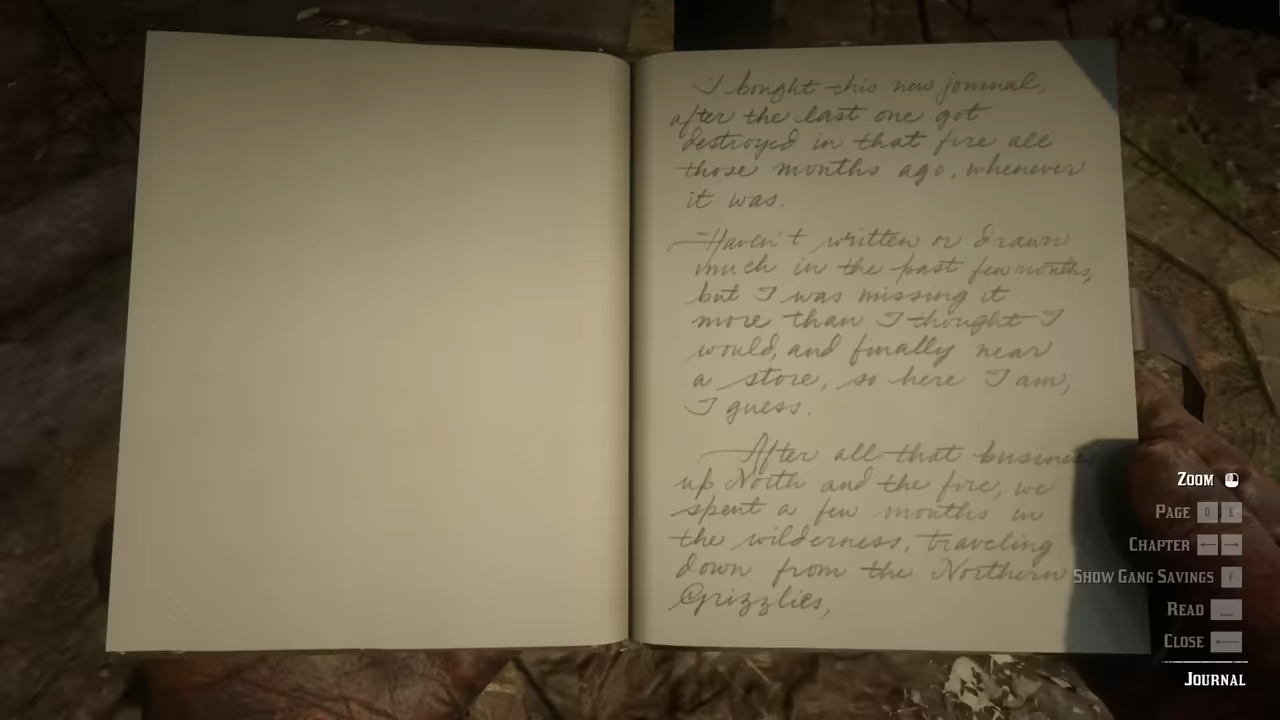 I bought this new journal,
after the last one got
destroyed in that fire all
those months ago, whenever
it was.
Haven't written or drawn
much in the past few months,
but I was missing it
more than I thought I
would, and finally near
a store, so here I am,
I guess.
After all that business
up North and the fire, we
spent a few months in
the wilderness, traveling
down from the Northern
Grizzlies,
ZOOM
PAGE Q E
CHAPTER ← →
SHOW GANG SAVINGS F
READ
CLOSE ←
JOURNAL